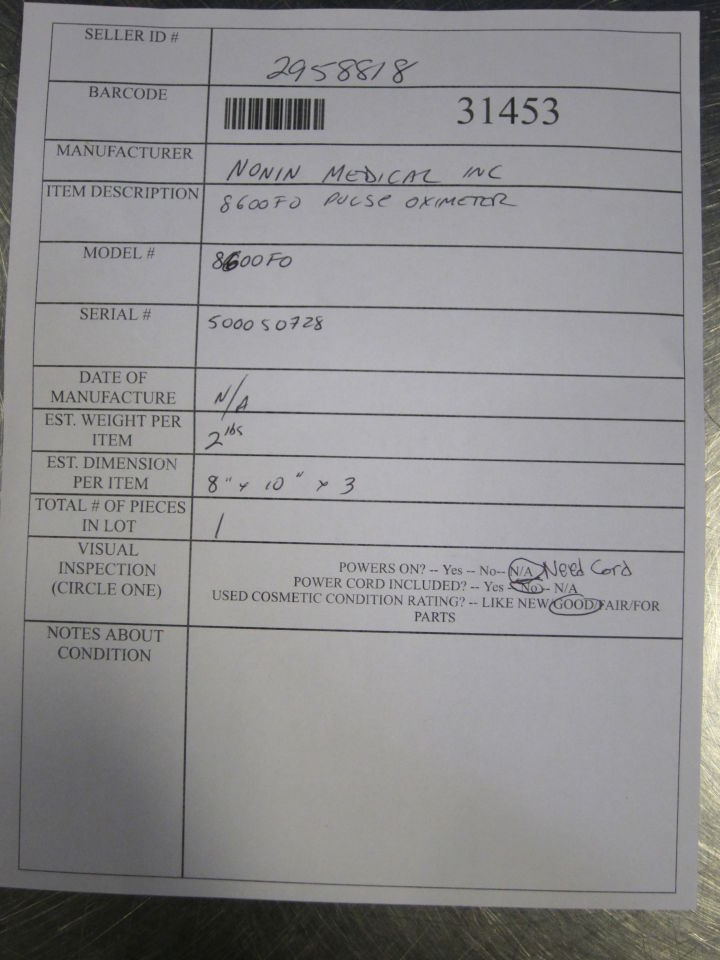 SELLER ID #
2958818
BARCODE
31453
MANUFACTURER
NONIN MEDICAL INC
ITEM DESCRIPTION
8600FO PULSE OXIMETER
MODEL #
8600FO
SERIAL #
500050728
DATE OF
MANUFACTURE
N/A
EST. WEIGHT PER
ITEM
2 lbs
EST. DIMENSION
PER ITEM
8" x 10" x 3
TOTAL # OF PIECES
IN LOT
1
VISUAL
INSPECTION
(CIRCLE ONE)
POWERS ON? -- Yes -- No-- N/A Need Cord
POWER CORD INCLUDED? -- Yes -- No -- N/A
USED COSMETIC CONDITION RATING? -- LIKE NEW/GOOD/FAIR/FOR
PARTS
NOTES ABOUT
CONDITION